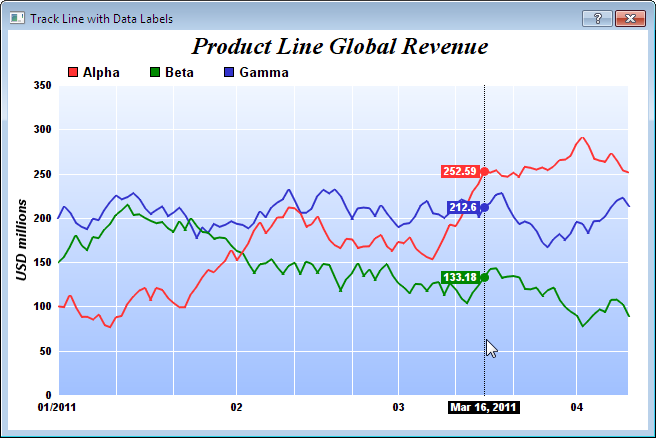 Track Line with Data Labels
Product Line Global Revenue
Alpha Beta Gamma
USD millions
350
300
250
200
150
100
50
0
252.59
212.6
133.18
01/2011 02 03 Mar 16, 2011 04